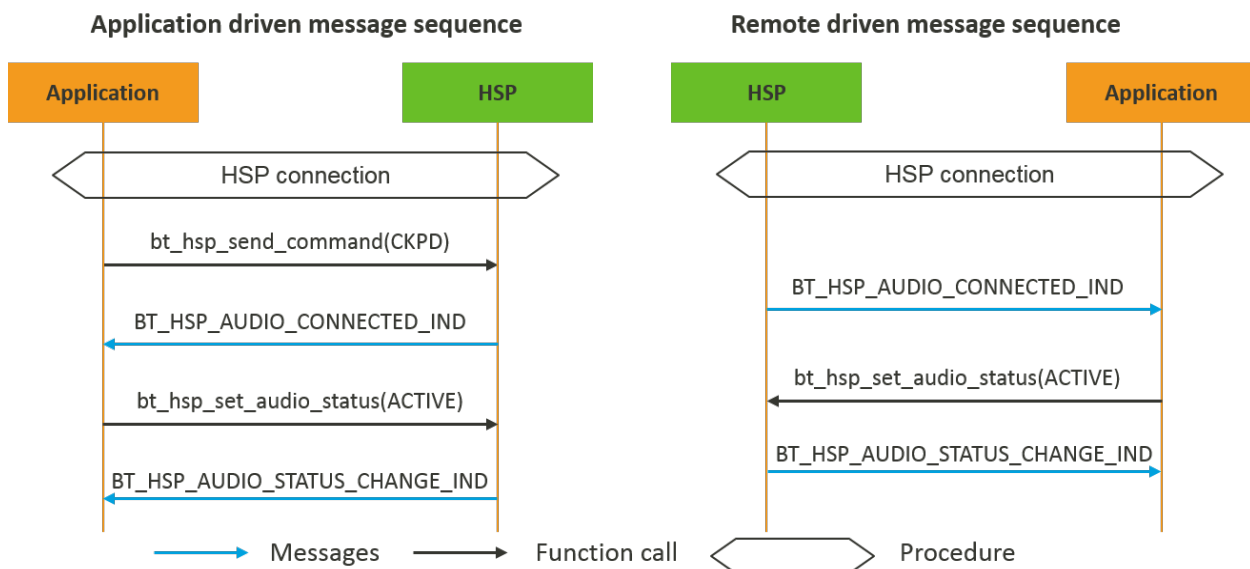 Application driven message sequence
Remote driven message sequence
Application
HSP
HSP
Application
HSP connection
HSP connection
bt_hsp_send_command(CKPD)
BT_HSP_AUDIO_CONNECTED_IND
BT_HSP_AUDIO_CONNECTED_IND
bt_hsp_set_audio_status(ACTIVE)
bt_hsp_set_audio_status(ACTIVE)
BT_HSP_AUDIO_STATUS_CHANGE_IND
BT_HSP_AUDIO_STATUS_CHANGE_IND
Messages
Function call
Procedure